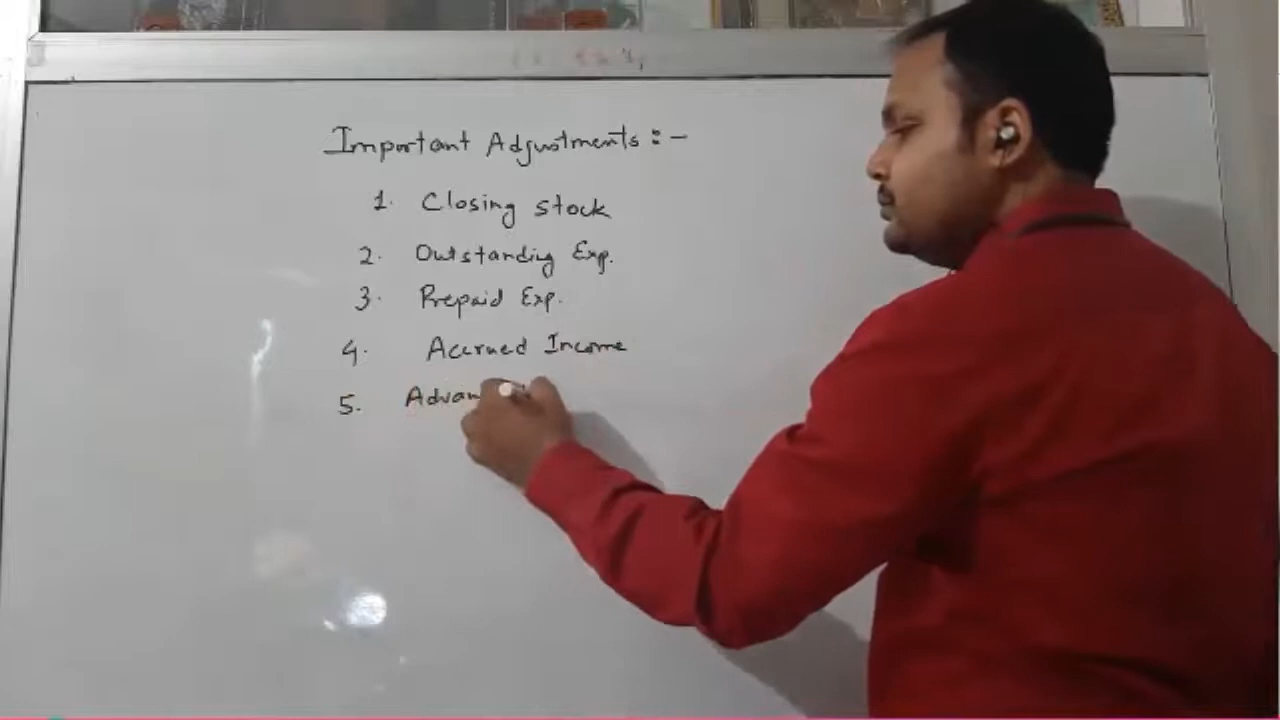 Important Adjustments :-
1. Closing stock
2. Outstanding Exp.
3. Prepaid Exp.
4. Accrued Income
5. Advan